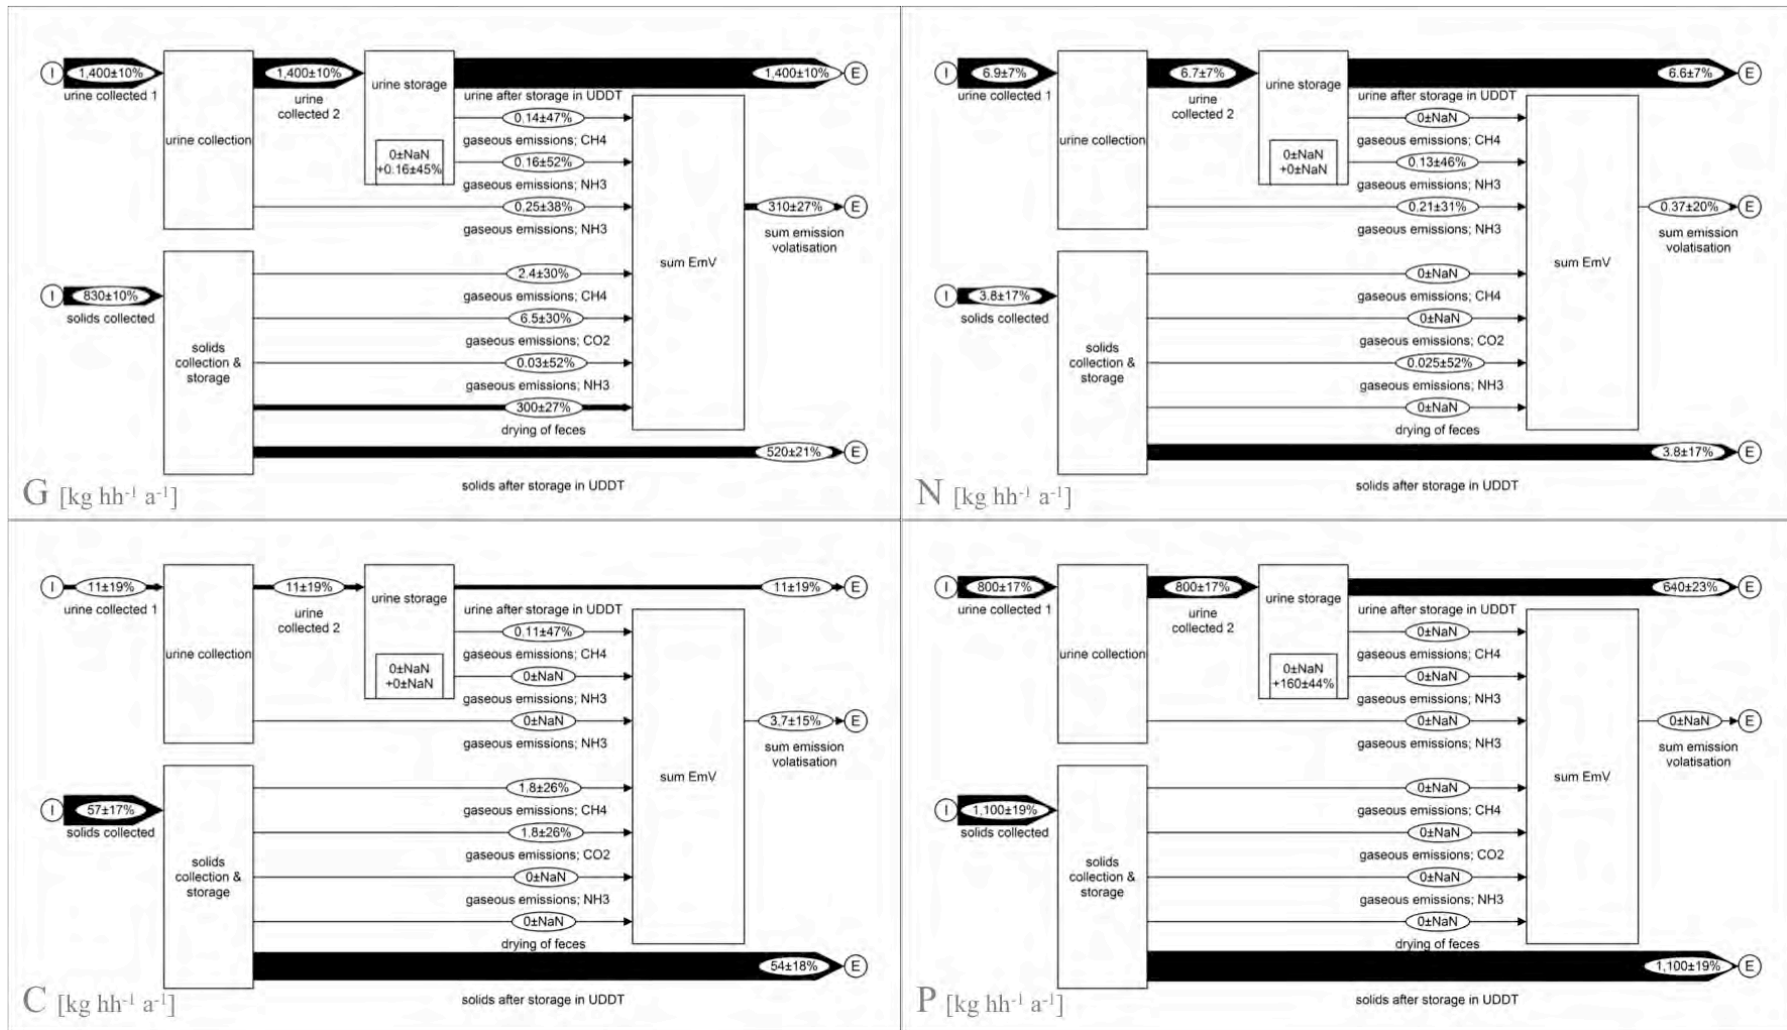 I 1,400±10% 1,400±10% 1,400±10% E
urine collected 1
urine
collected 2
urine storage
urine after storage in UDDT
0.14±47%
gaseous emissions; CH4
urine collection
0±NaN
+0.16±45%
0.16±52%
gaseous emissions; NH3
0.25±38%
gaseous emissions; NH3
310±27% E
sum emission
volatisation
sum EmV
2.4±30%
gaseous emissions; CH4
I 830±10%
solids collected
6.5±30%
gaseous emissions; CO2
solids
collection &
storage
0.03±52%
gaseous emissions; NH3
300±27%
drying of feces
520±21% E
solids after storage in UDDT
G [kg hh-1 a-1]
I 6.9±7% 6.7±7% 6.6±7% E
urine collected 1
urine
collected 2
urine storage
urine after storage in UDDT
0±NaN
gaseous emissions; CH4
urine collection
0±NaN
+0±NaN
0.13±46%
gaseous emissions; NH3
0.21±31%
gaseous emissions; NH3
0.37±20% E
sum emission
volatisation
sum EmV
0±NaN
gaseous emissions; CH4
I 3.8±17%
solids collected
0±NaN
gaseous emissions; CO2
solids
collection &
storage
0.025±52%
gaseous emissions; NH3
0±NaN
drying of feces
3.8±17% E
solids after storage in UDDT
N [kg hh-1 a-1]
I 11±19% 11±19% 11±19% E
urine collected 1
urine
collected 2
urine storage
urine after storage in UDDT
0.11±47%
gaseous emissions; CH4
urine collection
0±NaN
+0±NaN
0±NaN
gaseous emissions; NH3
0±NaN
gaseous emissions; NH3
3.7±15% E
sum emission
volatisation
sum EmV
1.8±26%
gaseous emissions; CH4
I 57±17%
solids collected
1.8±26%
gaseous emissions; CO2
solids
collection &
storage
0±NaN
gaseous emissions; NH3
0±NaN
drying of feces
54±18% E
solids after storage in UDDT
C [kg hh-1 a-1]
I 800±17% 800±17% 640±23% E
urine collected 1
urine
collected 2
urine storage
urine after storage in UDDT
0±NaN
gaseous emissions; CH4
urine collection
0±NaN
+160±44%
0±NaN
gaseous emissions; NH3
0±NaN
gaseous emissions; NH3
0±NaN E
sum emission
volatisation
sum EmV
0±NaN
gaseous emissions; CH4
I 1,100±19%
solids collected
0±NaN
gaseous emissions; CO2
solids
collection &
storage
0±NaN
gaseous emissions; NH3
0±NaN
drying of feces
1,100±19% E
solids after storage in UDDT
P [kg hh-1 a-1]